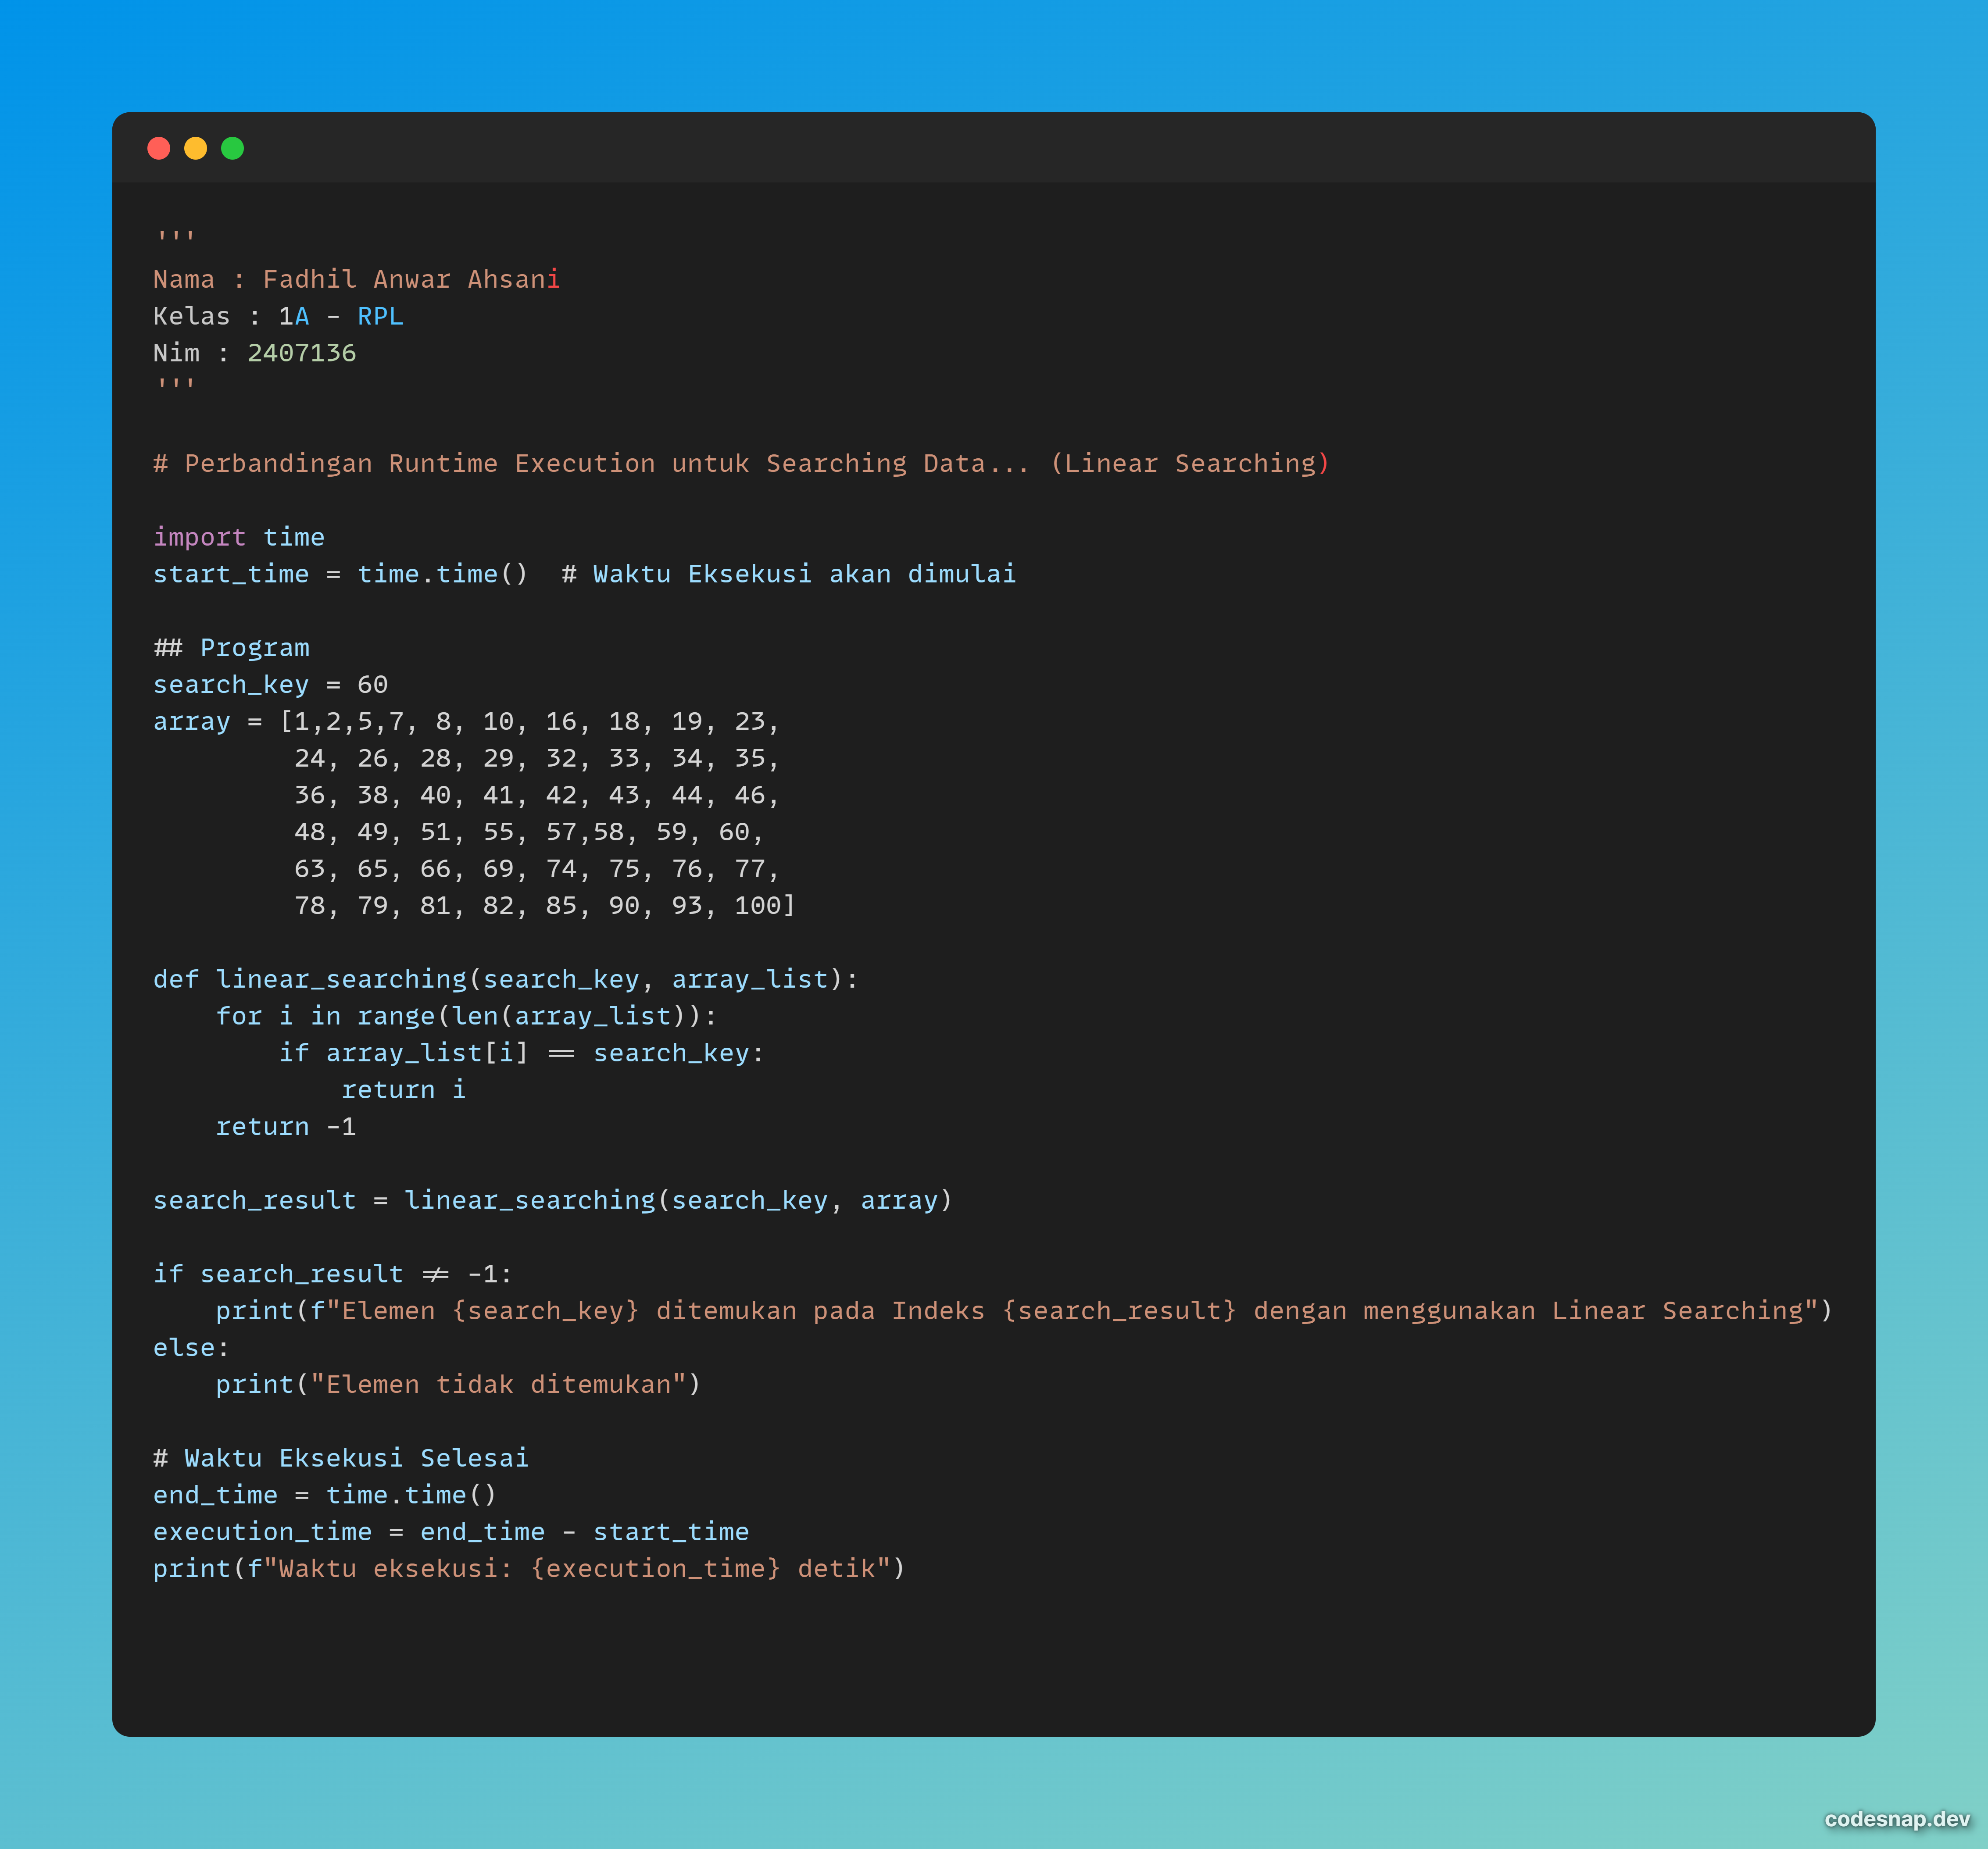 '''
Nama : Fadhil Anwar Ahsani
Kelas : 1A - RPL
Nim : 2407136
'''
# Perbandingan Runtime Execution untuk Searching Data... (Linear Searching)
import time
start_time = time.time()  # Waktu Eksekusi akan dimulai
## Program
search_key = 60
array = [1,2,5,7, 8, 10, 16, 18, 19, 23,
         24, 26, 28, 29, 32, 33, 34, 35,
         36, 38, 40, 41, 42, 43, 44, 46,
         48, 49, 51, 55, 57,58, 59, 60,
         63, 65, 66, 69, 74, 75, 76, 77,
         78, 79, 81, 82, 85, 90, 93, 100]
def linear_searching(search_key, array_list):
    for i in range(len(array_list)):
        if array_list[i] == search_key:
            return i
    return -1
search_result = linear_searching(search_key, array)
if search_result != -1:
    print(f"Elemen {search_key} ditemukan pada Indeks {search_result} dengan menggunakan Linear Searching")
else:
    print("Elemen tidak ditemukan")
# Waktu Eksekusi Selesai
end_time = time.time()
execution_time = end_time - start_time
print(f"Waktu eksekusi: {execution_time} detik")
codesnap.dev